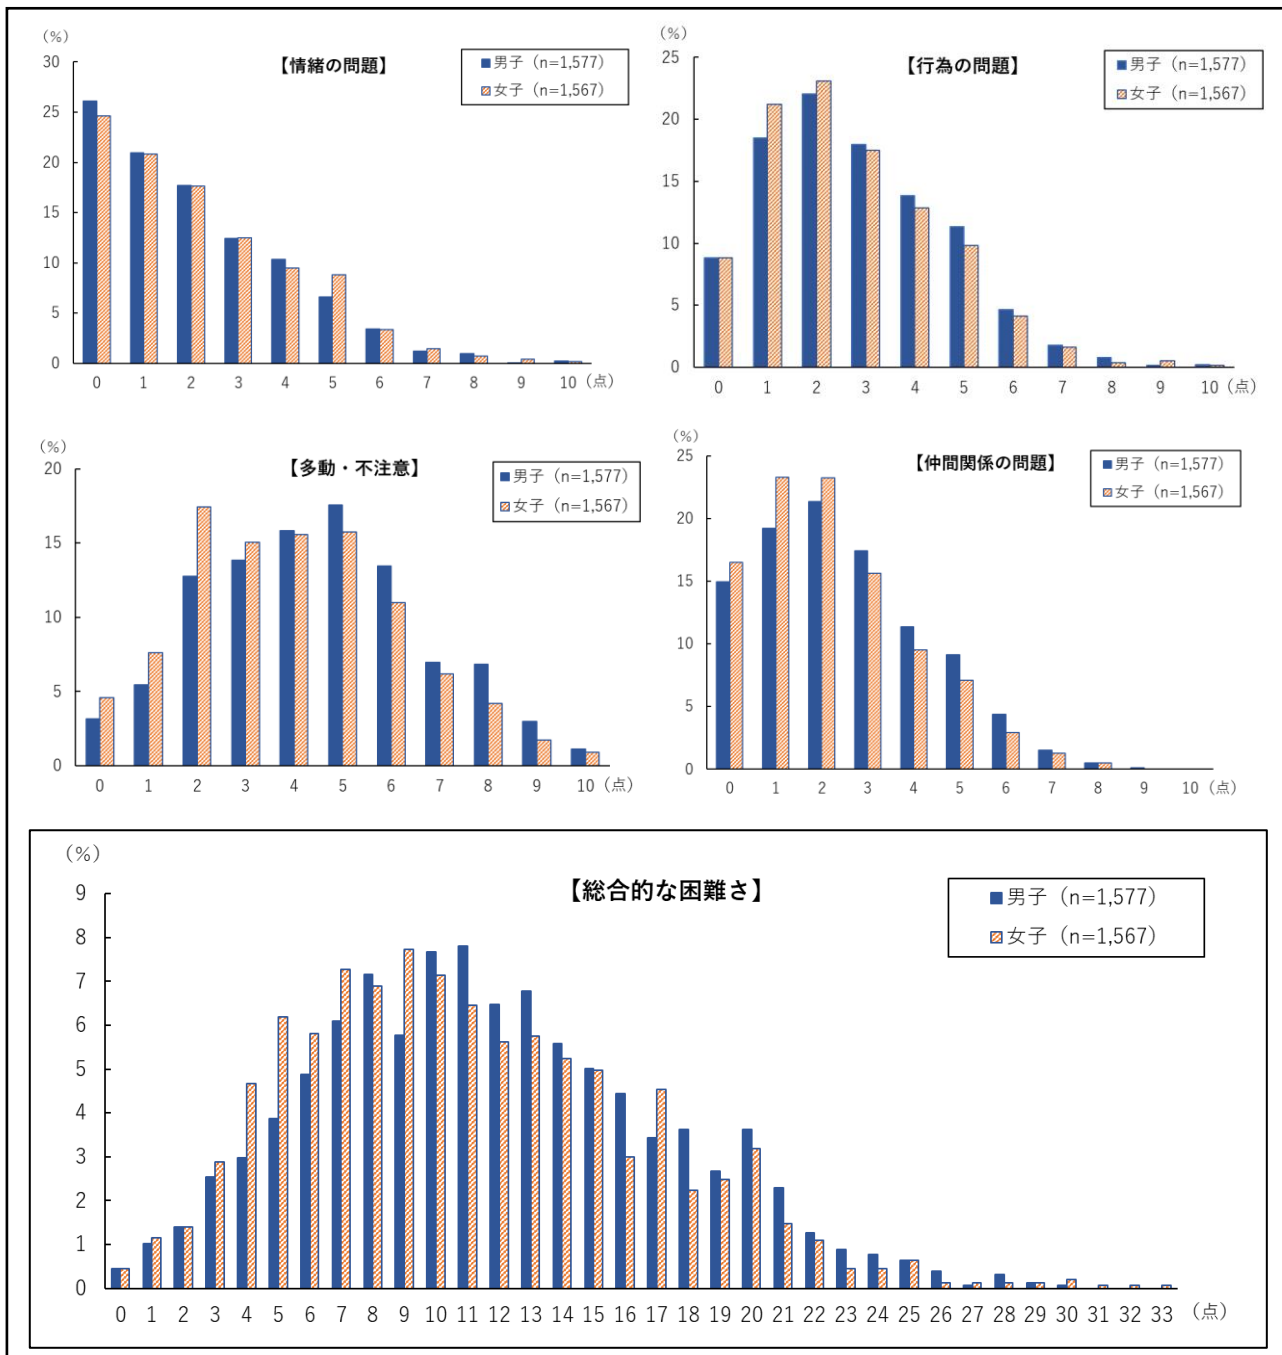 (%)
【情緒の問題】
男子（n=1,577）
女子（n=1,567）
30
25
20
15
10
5
0
0 1 2 3 4 5 6 7 8 9 10（点）
(%)
【行為の問題】
男子（n=1,577）
女子（n=1,567）
25
20
15
10
5
0
0 1 2 3 4 5 6 7 8 9 10（点）
（%）
【多動・不注意】
男子（n=1,577）
女子（n=1,567）
20
15
10
5
0
0 1 2 3 4 5 6 7 8 9 10（点）
(%)
【仲間関係の問題】
男子（n=1,577）
女子（n=1,567）
25
20
15
10
5
0
0 1 2 3 4 5 6 7 8 9 10（点）
（%）
【総合的な困難さ】
男子（n=1,577）
女子（n=1,567）
9
8
7
6
5
4
3
2
1
0
0 1 2 3 4 5 6 7 8 9 10 11 12 13 14 15 16 17 18 19 20 21 22 23 24 25 26 27 28 29 30 31 32 33 （点）